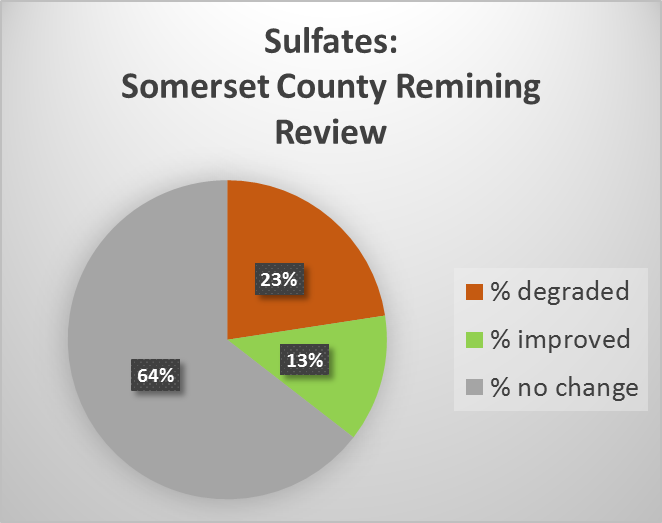 Sulfates:
Somerset County Remining
Review
23%
13%
64%
% degraded
% improved
% no change